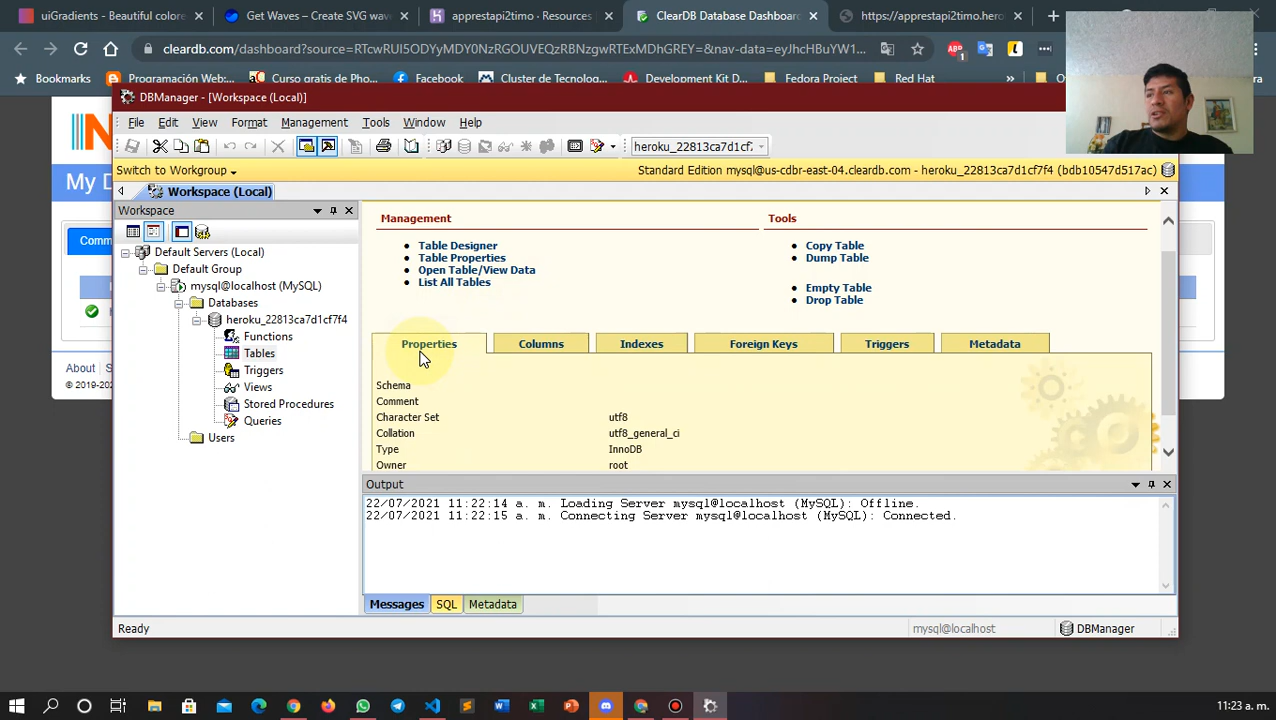 uiGradients - Beautiful colore
Get Waves – Create SVG wav
apprestapi2timo - Resources
ClearDB Database Dashboar
https://apprestapi2timo.hero
cleardb.com/dashboard?source=RTcwRUI5ODYyMDY0NzRGOUVEQzRBNzgwRTExMDhGREY=&nav-data=eyJhcHBuYW1...
ABP
1
Bookmarks
Programación Wind...
Curso gratis de Pho...
Facebook
Cluster de Tecnolog...
Development Kit D...
Fedora Project
Red Hat
»
DBManager - [Workspace (Local)]
File Edit View Format Management Tools Window Help
heroku_22813ca7d1cf7
Switch to Workgroup
Standard Edition mysql@us-cdbr-east-04.cleardb.com - heroku_22813ca7d1cf7f4 (bdb10547d517ac)
My D
Workspace (Local)
Workspace
Comm
Default Servers (Local)
Default Group
mysql@localhost (MySQL)
Databases
heroku_22813ca7d1cf7f4
Functions
Tables
Triggers
Views
Stored Procedures
Queries
Users
About
S
© 2019-202
Management
Table Designer
Table Properties
Open Table/View Data
List All Tables
Tools
Copy Table
Dump Table
Empty Table
Drop Table
Properties Columns Indexes Foreign Keys Triggers Metadata
Schema
Comment
Character Set utf8
Collation utf8_general_ci
Type InnoDB
Owner root
Output
22/07/2021 11:22:14 a. m. Loading Server mysql@localhost (MySQL): Offline.
22/07/2021 11:22:15 a. m. Connecting Server mysql@localhost (MySQL): Connected.
Messages SQL Metadata
Ready
mysql@localhost
DBManager
11:23 a. m.